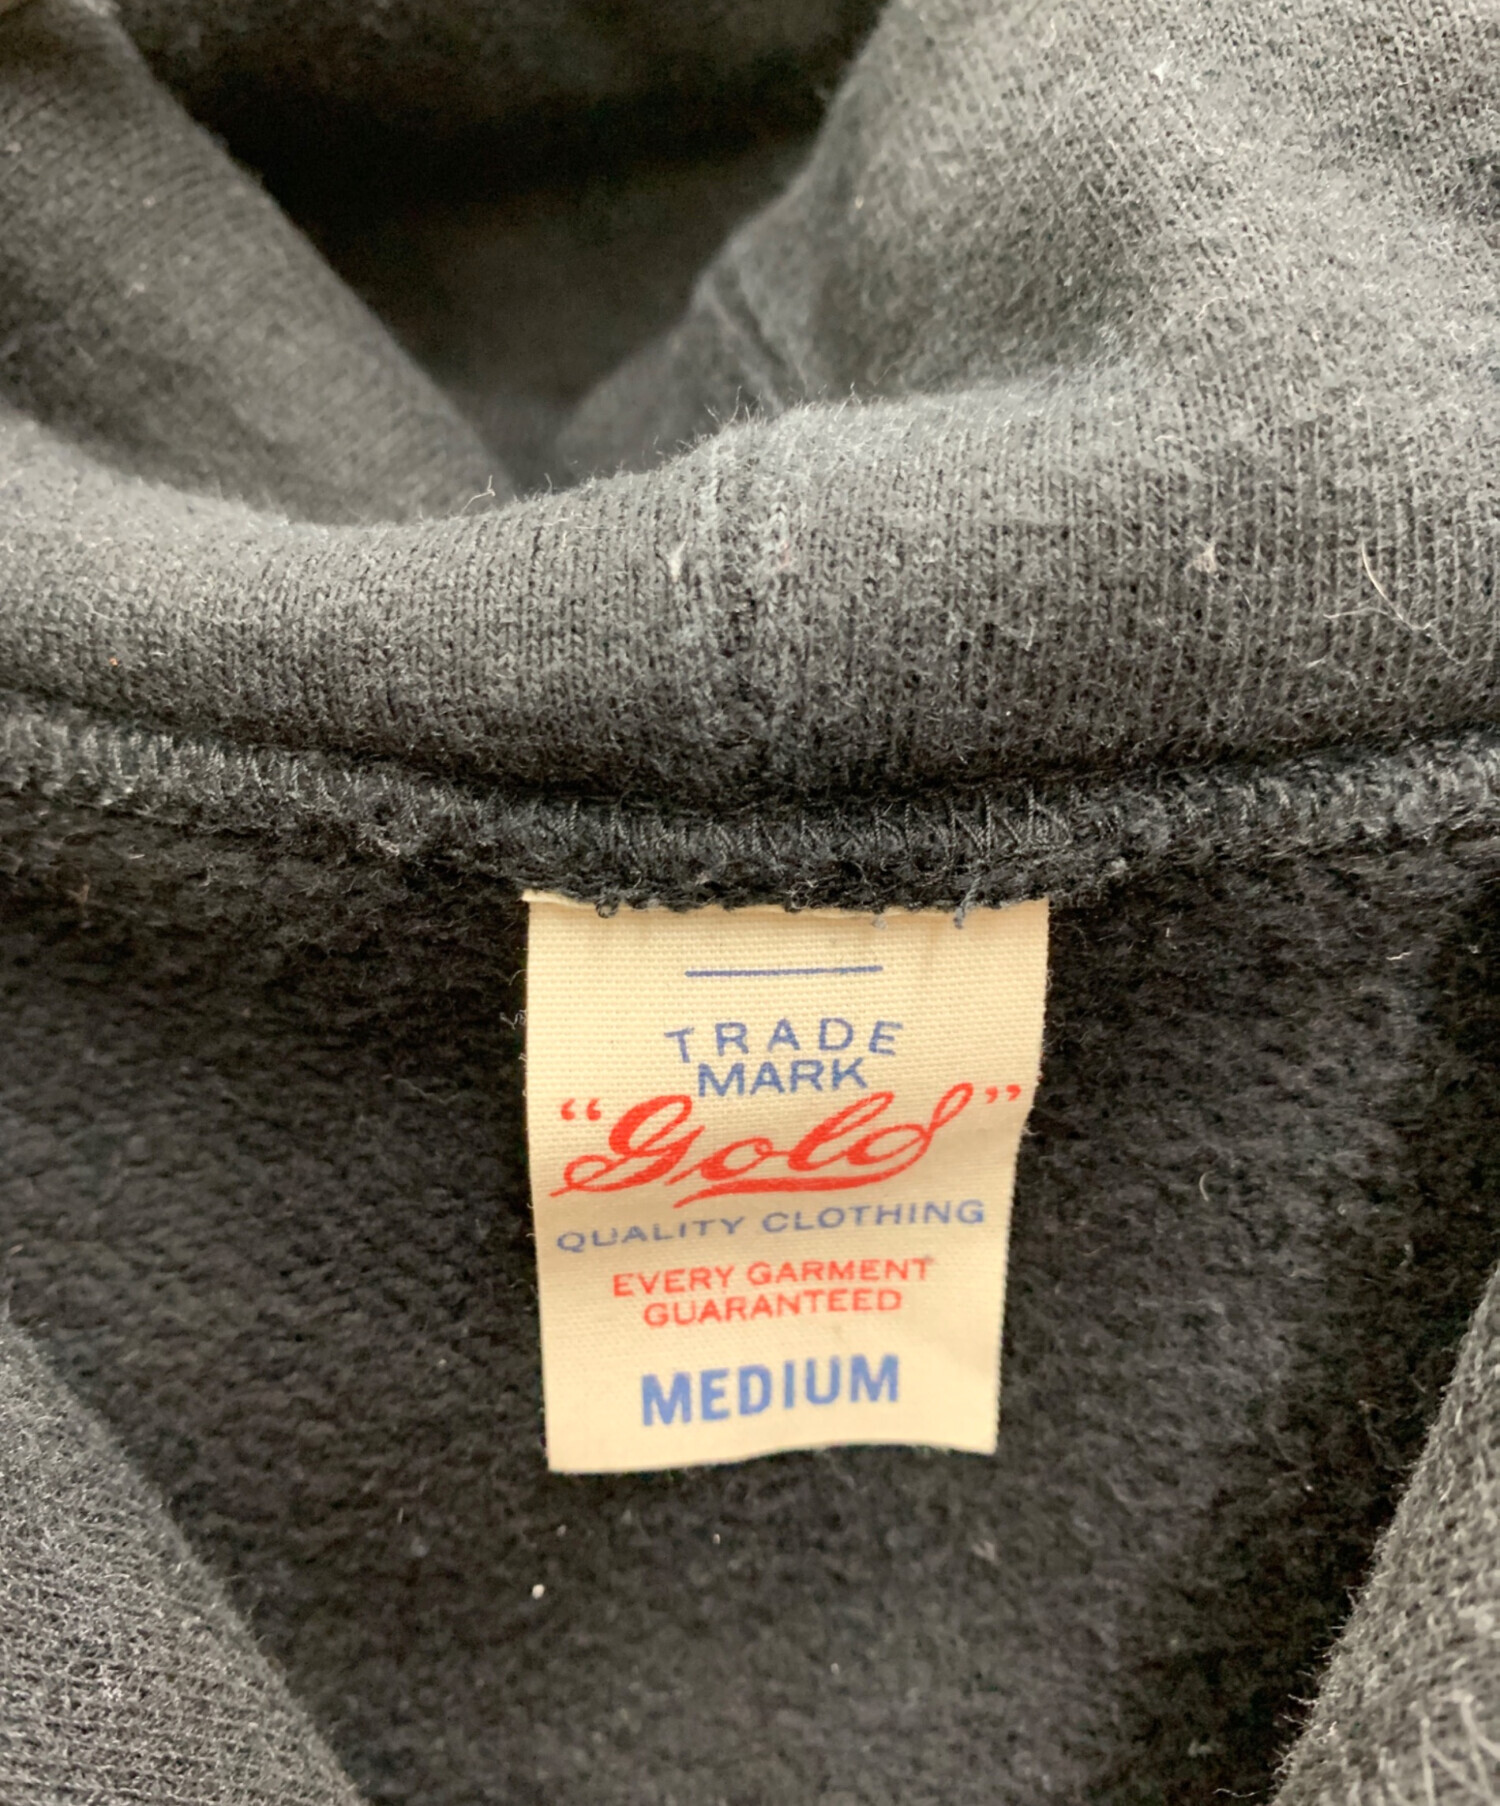 TRADE
MARK
“Gold”
QUALITY CLOTHING
EVERY GARMENT
GUARANTEED
MEDIUM